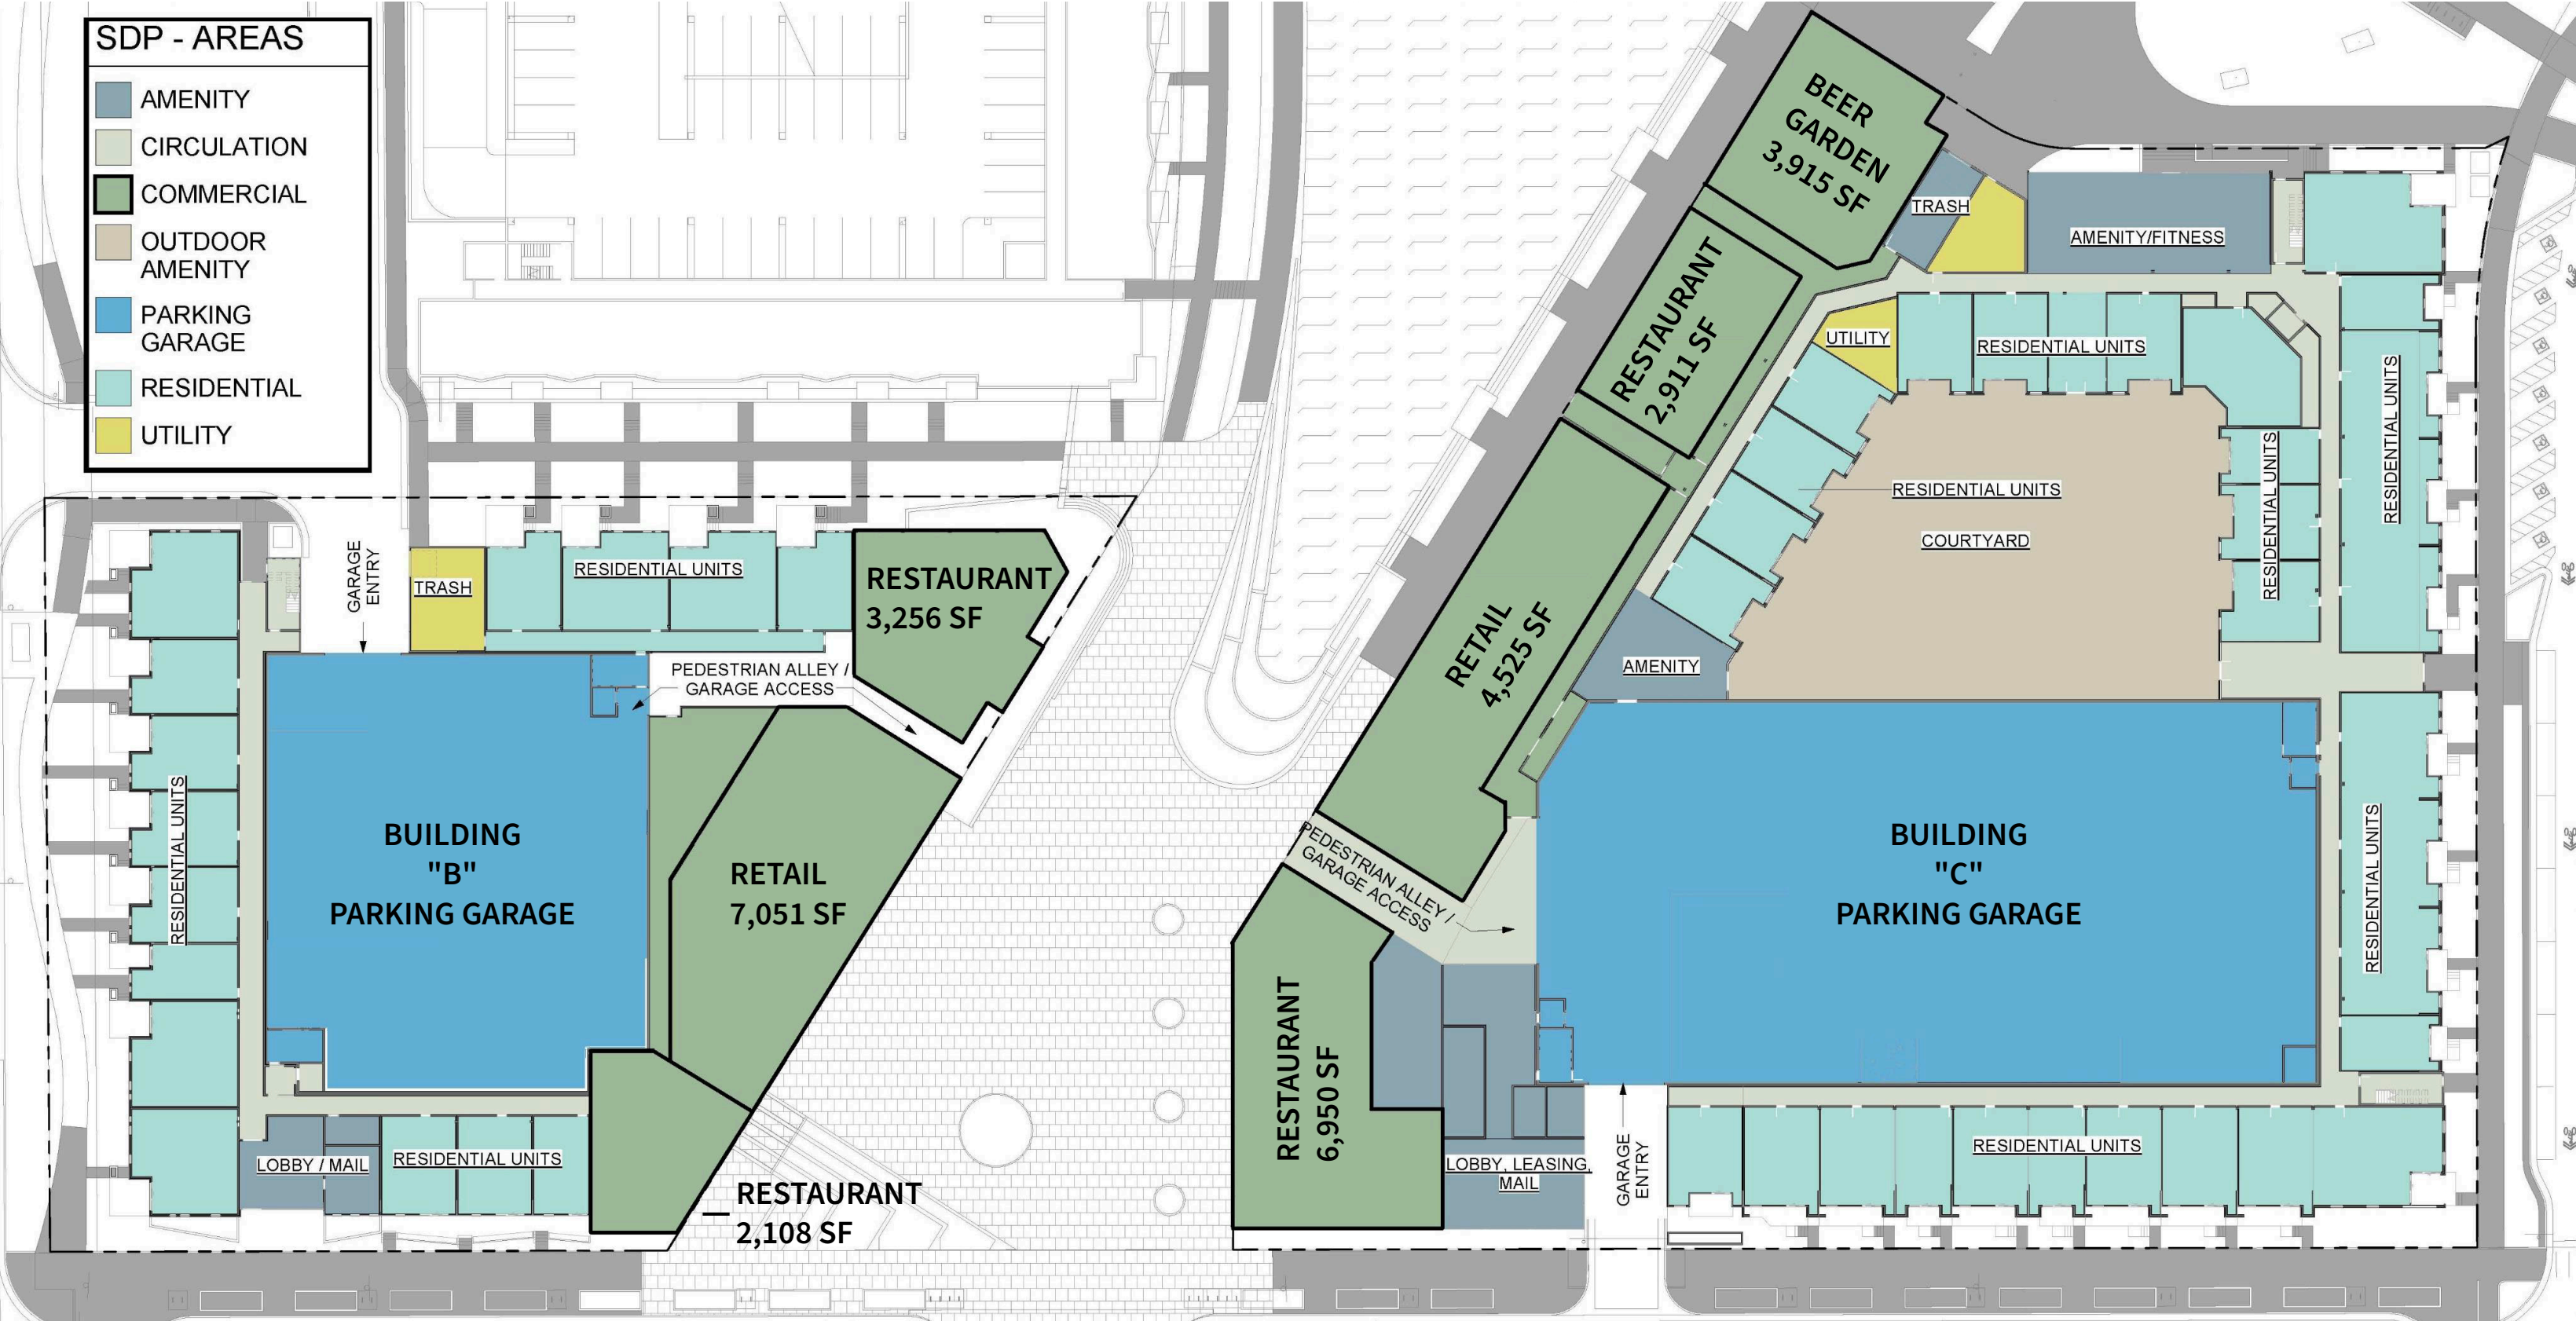 SDP - AREAS
AMENITY
CIRCULATION
COMMERCIAL
OUTDOOR
AMENITY
PARKING
GARAGE
RESIDENTIAL
UTILITY
GARAGE
ENTRY
TRASH
RESIDENTIAL UNITS
RESTAURANT
3,256 SF
PEDESTRIAN ALLEY /
GARAGE ACCESS
RESIDENTIAL UNITS
BUILDING
"B"
PARKING GARAGE
RETAIL
7,051 SF
LOBBY / MAIL
RESIDENTIAL UNITS
RESTAURANT
2,108 SF
BEER
GARDEN
3,915 SF
TRASH
AMENITY/FITNESS
RESTAURANT
2,911 SF
UTILITY
RESIDENTIAL UNITS
RESIDENTIAL UNITS
RESIDENTIAL UNITS
RESIDENTIAL UNITS
COURTYARD
RETAIL
4,525 SF
AMENITY
PEDESTRIAN ALLEY /
GARAGE ACCESS
BUILDING
"C"
PARKING GARAGE
RESIDENTIAL UNITS
RESTAURANT
6,950 SF
LOBBY, LEASING,
MAIL
GARAGE
ENTRY
RESIDENTIAL UNITS